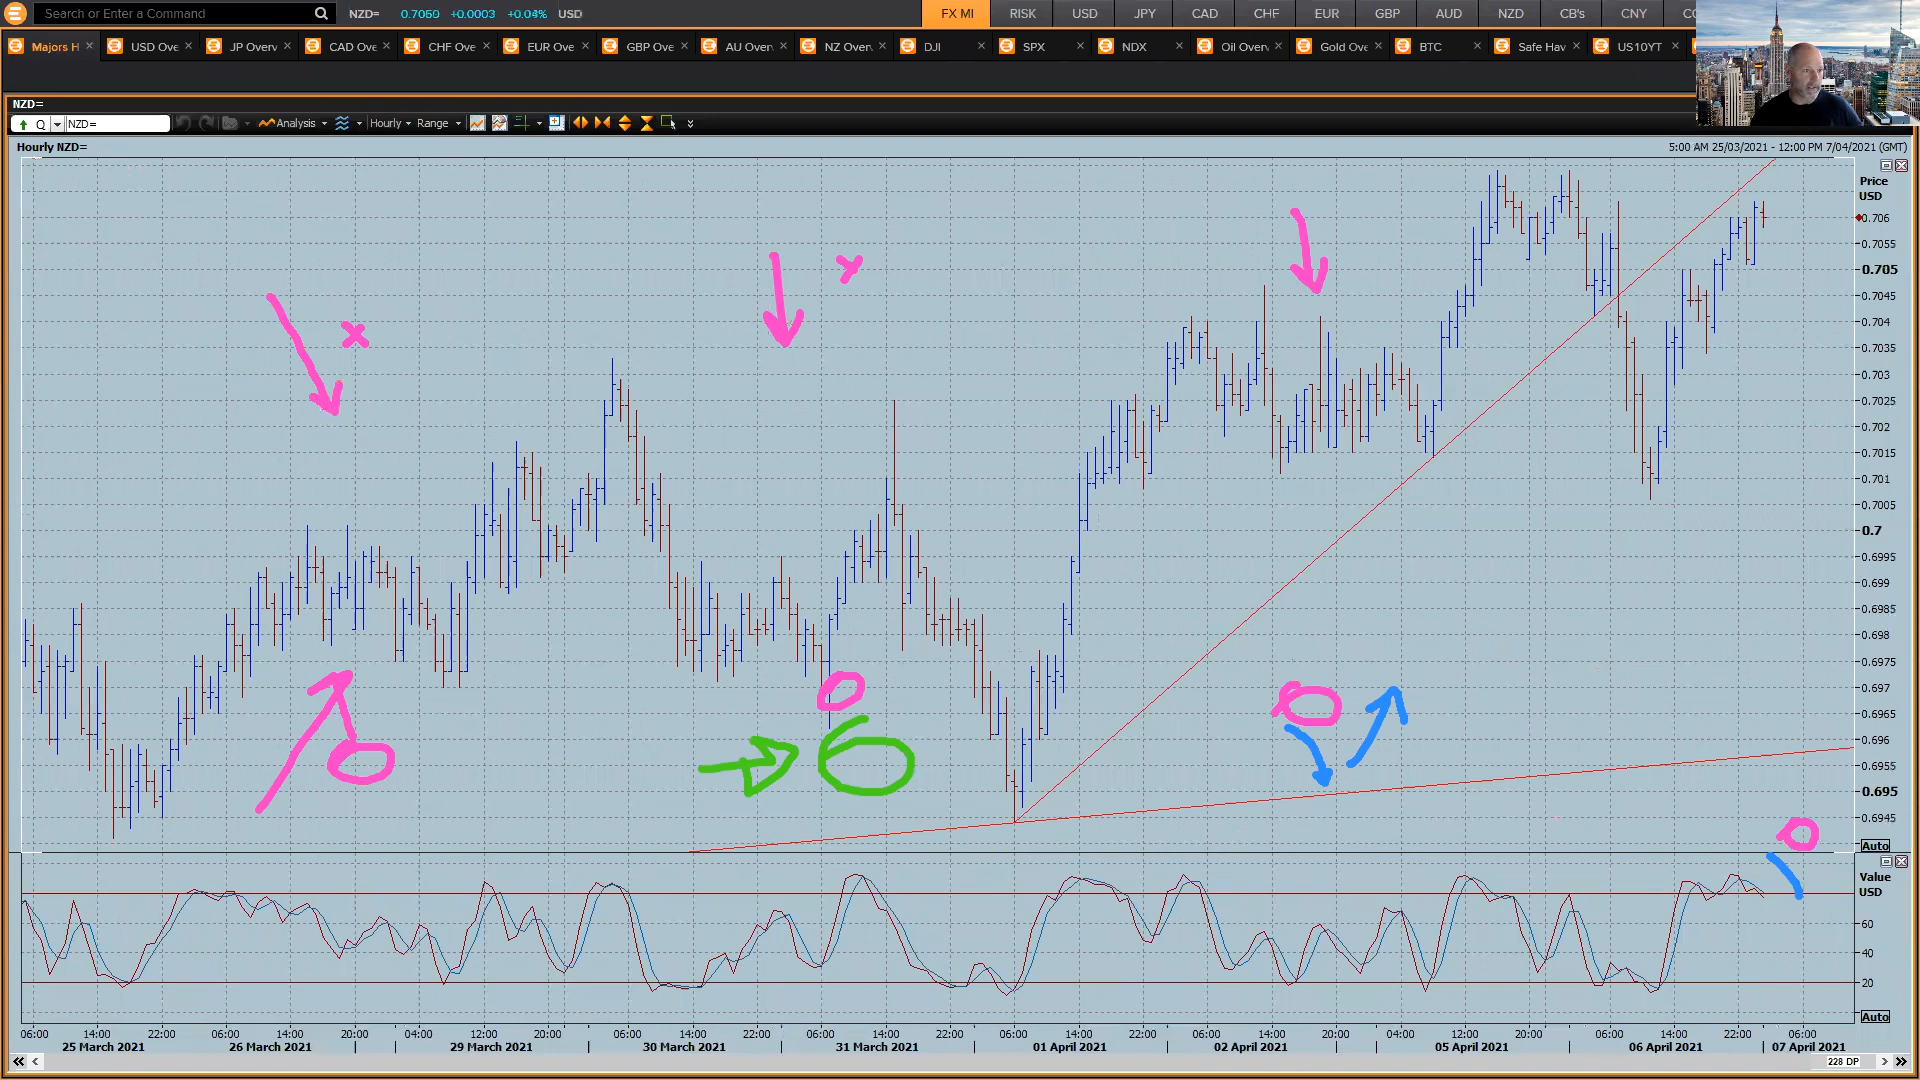 Search or Enter a Command NZD= 0.7050 +0.0003 +0.04% USD FX MI RISK USD JPY CAD CHF EUR GBP AUD NZD CB's CNY
Majors H USD Ove JP Overv CAD Ove CHF Ove EUR Ove GBP Ove AU Over NZ Over DJI SPX NDX Oil Overv Gold Ove BTC Safe Hav US10YT
NZD=
Q NZD= Analysis Hourly Range
Hourly NZD= 5:00 AM 25/03/2021 - 12:00 PM 7/04/2021 (GMT)
Price
USD
0.706
0.7055
0.705
0.7045
0.704
0.7035
0.703
0.7025
0.702
0.7015
0.701
0.7005
0.7
0.6995
0.699
0.6985
0.698
0.6975
0.697
0.6965
0.696
0.6955
0.695
0.6945
Auto
Value
USD
60
40
20
Auto
06:00 14:00 22:00 06:00 14:00 20:00 04:00 12:00 20:00 06:00 14:00 22:00 06:00 14:00 22:00 06:00 14:00 22:00 06:00 14:00 20:00 04:00 12:00 20:00 06:00 14:00 22:00 06:00
25 March 2021 26 March 2021 29 March 2021 30 March 2021 31 March 2021 01 April 2021 02 April 2021 05 April 2021 06 April 2021 07 April 2021
228 DP